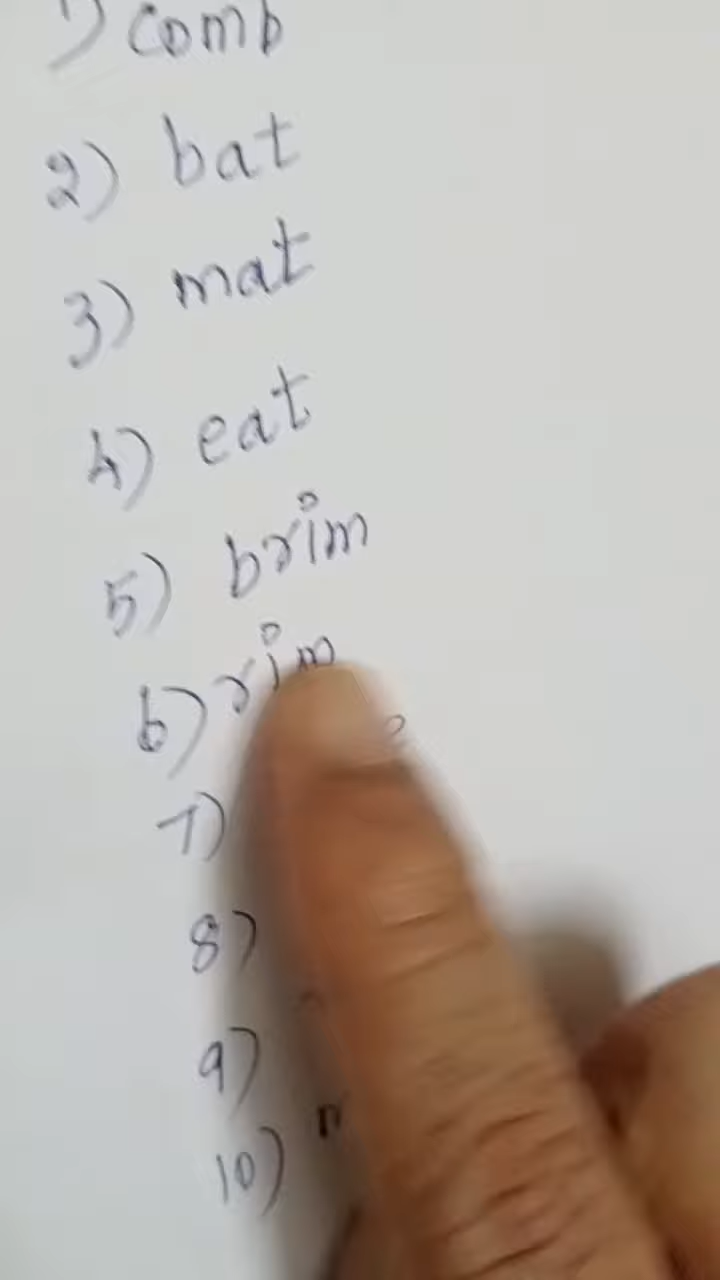 1) comb
2) bat
3) mat
4) eat
5) brim
6) rim
7)
8)
9)
10)